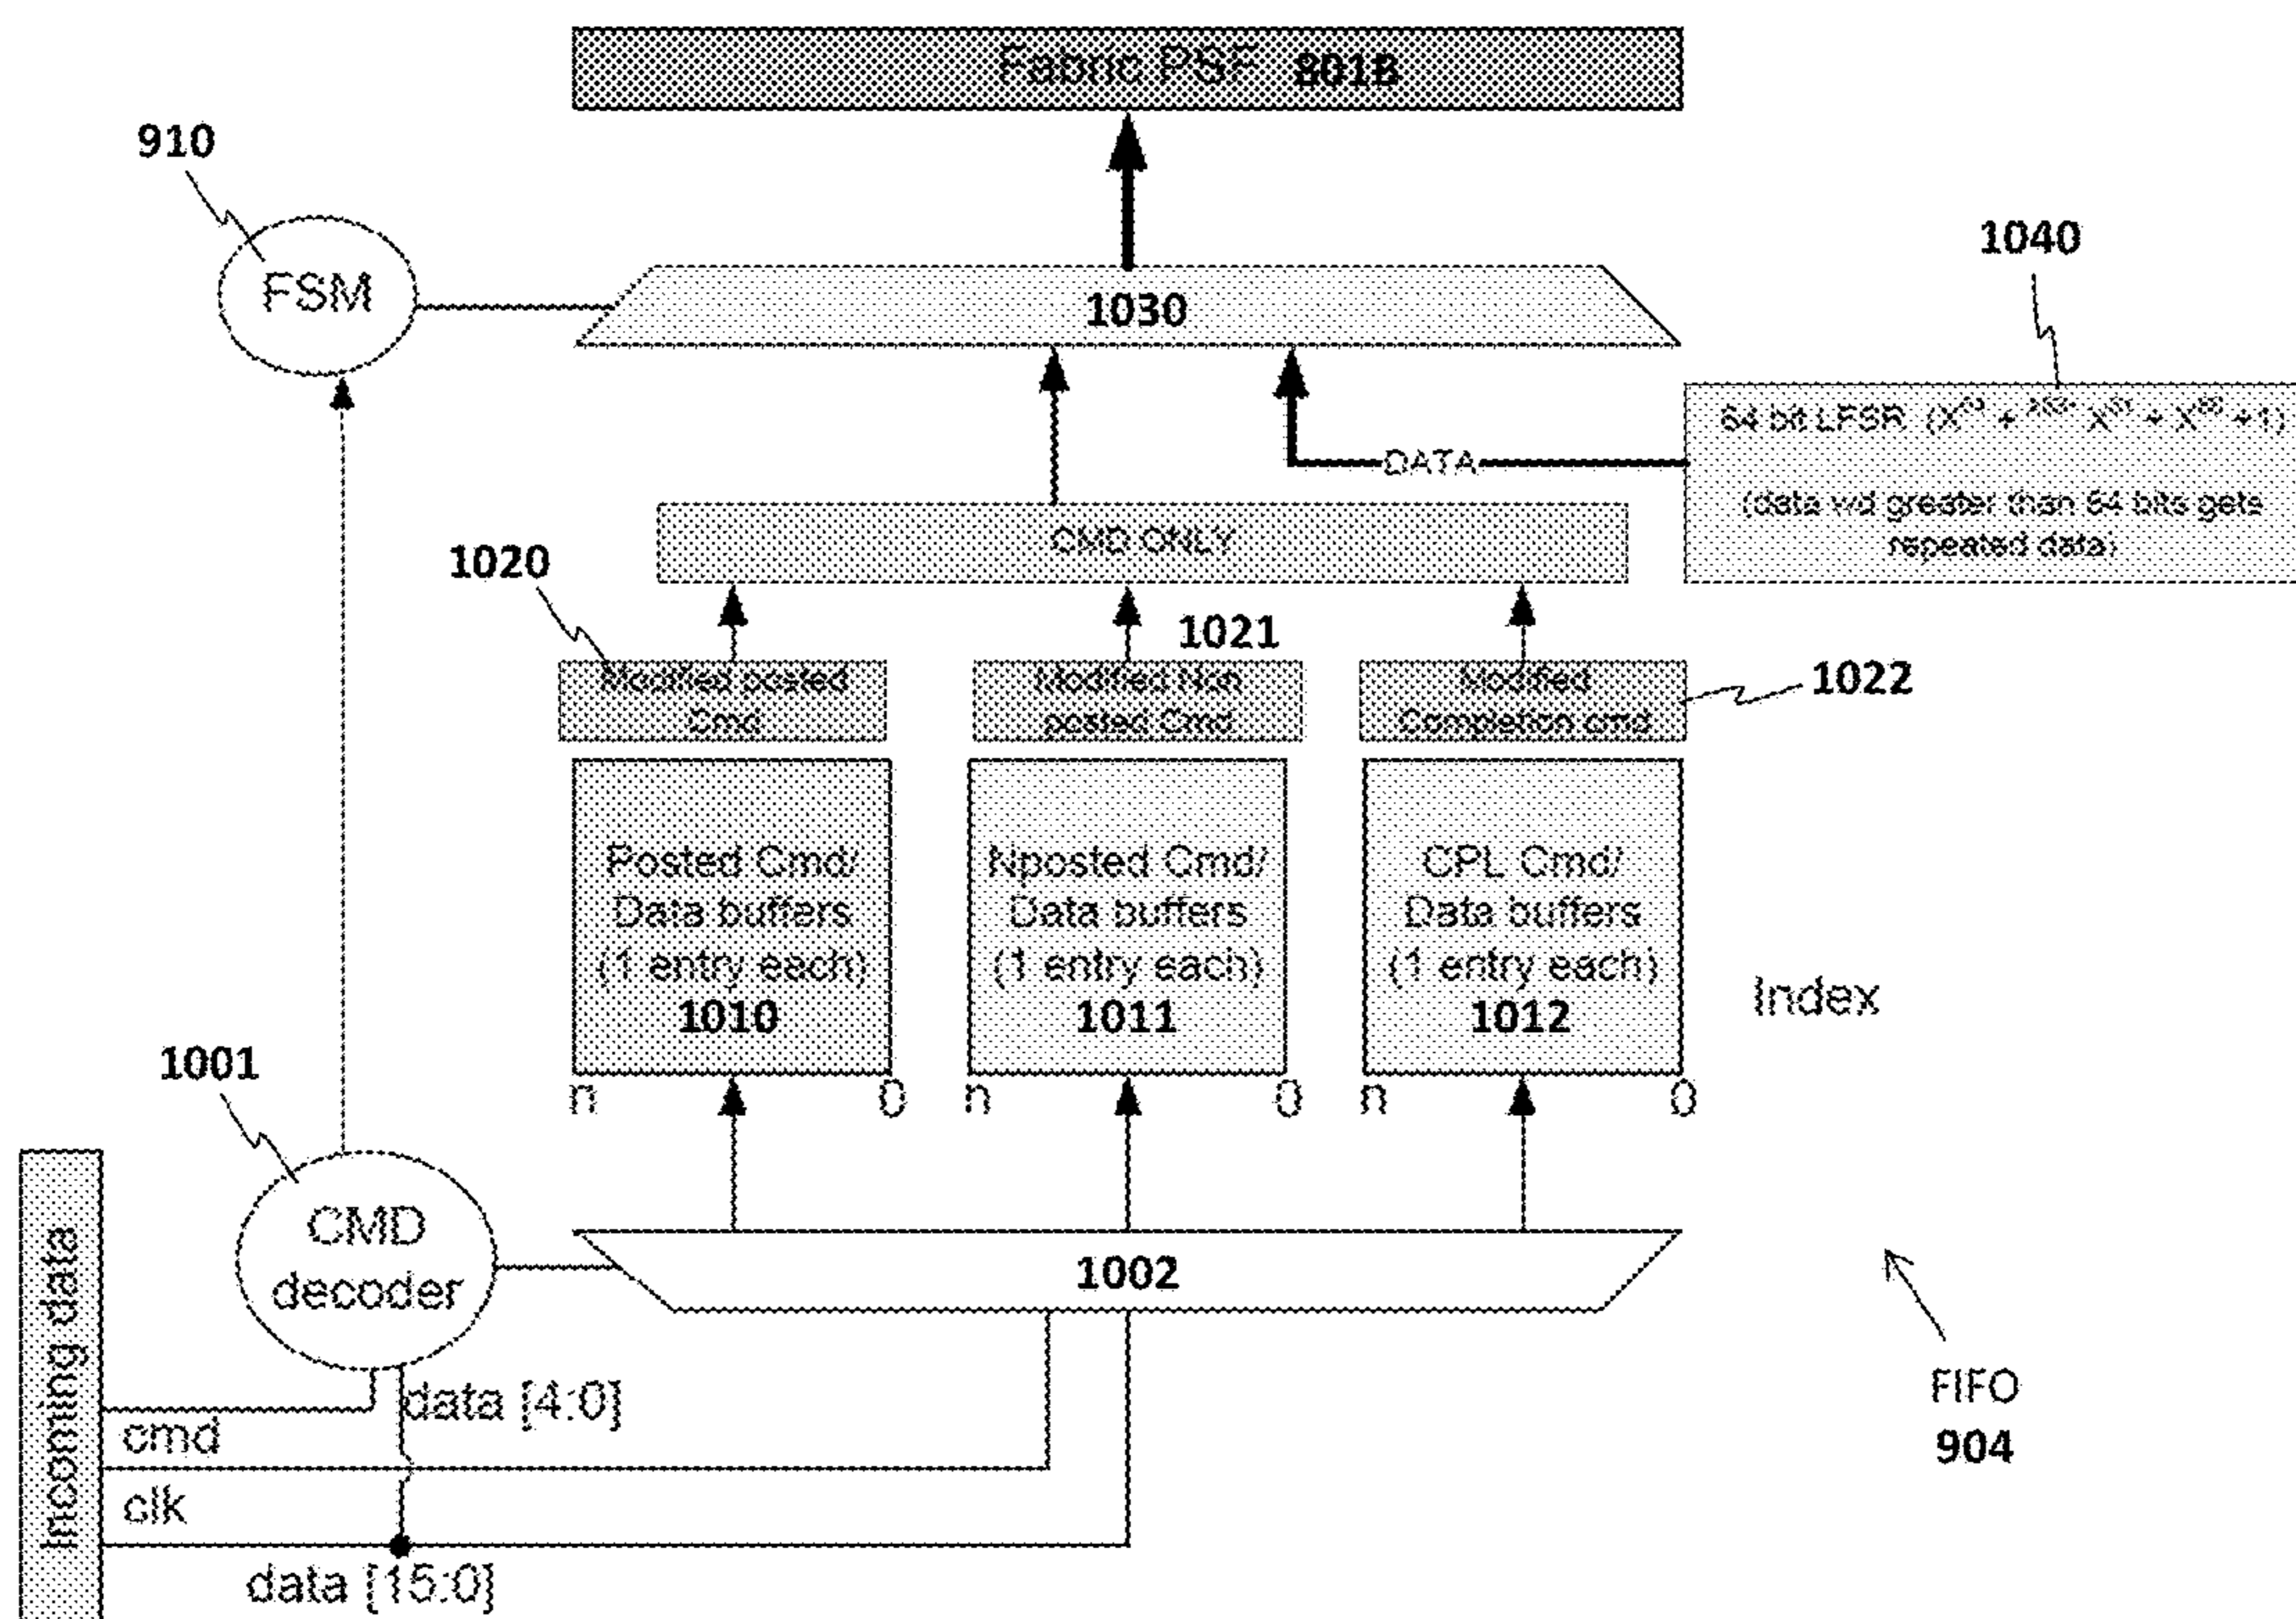 Fabric PSF 801B
910
FSM
1030
1040
64 bit LFSR
DATA
(data wd greater than 64 bits gets
repeated data)
CMD ONLY
1020
1021
1022
Modified posted
Cmd
Modified Non
posted Cmd
Modified
Completion cmd
Posted Cmd/
Data buffers
(1 entry each)
1010
Nposted Cmd/
Data buffers
(1 entry each)
1011
CPL Cmd/
Data buffers
(1 entry each)
1012
Index
n
0
n
0
n
0
1001
CMD
decoder
1002
Incoming data
data [4:0]
cmd
clk
data [15:0]
FIFO
904